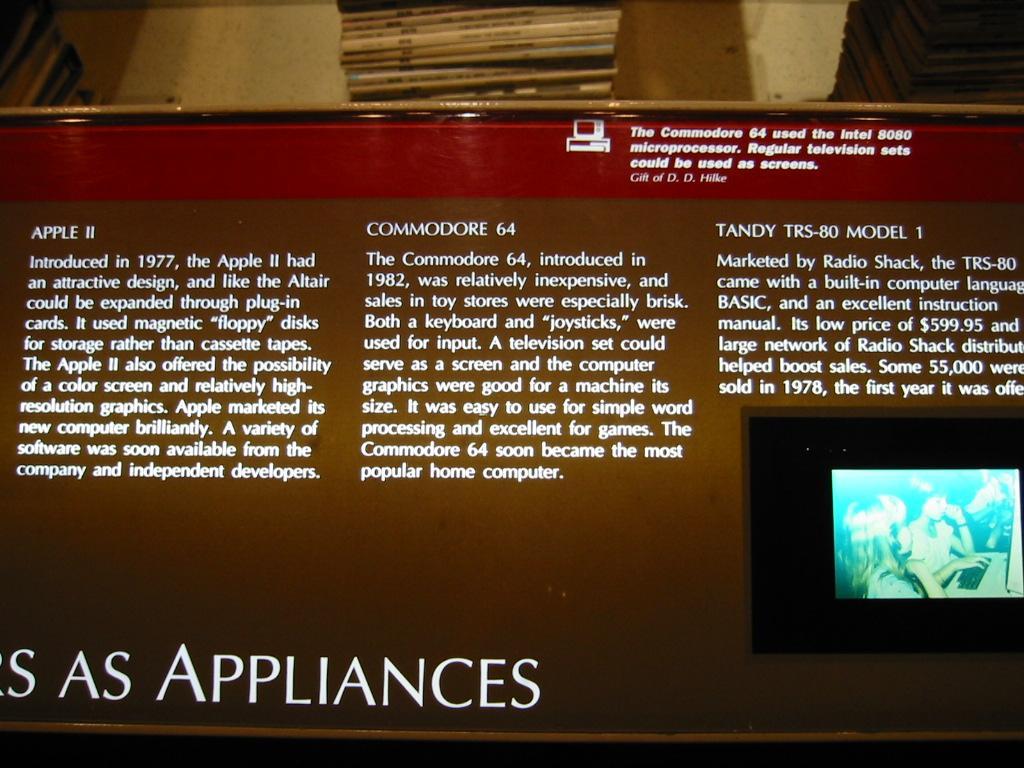 The Commodore 64 used the Intel 8080
microprocessor. Regular television sets
could be used as screens.
Gift of D. D. Hilke
APPLE II
Introduced in 1977, the Apple II had
an attractive design, and like the Altair
could be expanded through plug-in
cards. It used magnetic "floppy" disks
for storage rather than cassette tapes.
The Apple II also offered the possibility
of a color screen and relatively high-
resolution graphics. Apple marketed its
new computer brilliantly. A variety of
software was soon available from the
company and independent developers.
COMMODORE 64
The Commodore 64, introduced in
1982, was relatively inexpensive, and
sales in toy stores were especially brisk.
Both a keyboard and "joysticks," were
used for input. A television set could
serve as a screen and the computer
graphics were good for a machine its
size. It was easy to use for simple word
processing and excellent for games. The
Commodore 64 soon became the most
popular home computer.
TANDY TRS-80 MODEL 1
Marketed by Radio Shack, the TRS-80
came with a built-in computer languag
BASIC, and an excellent instruction
manual. Its low price of $599.95 and
large network of Radio Shack distribut
helped boost sales. Some 55,000 were
sold in 1978, the first year it was offe
RS AS APPLIANCES